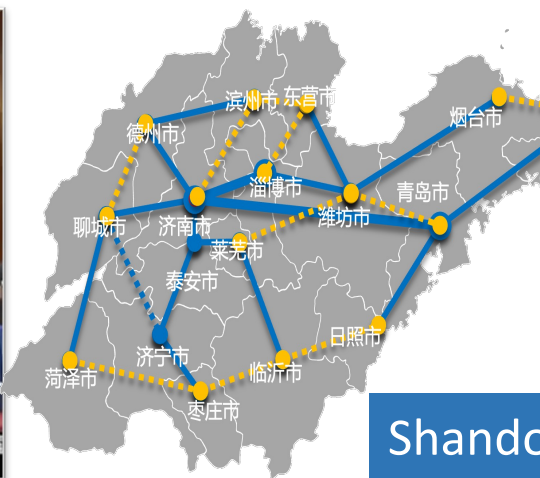 滨州市
东营市
烟台市
德州市
淄博市
青岛市
聊城市
济南市
潍坊市
莱芜市
泰安市
日照市
济宁市
菏泽市
临沂市
枣庄市
Shando